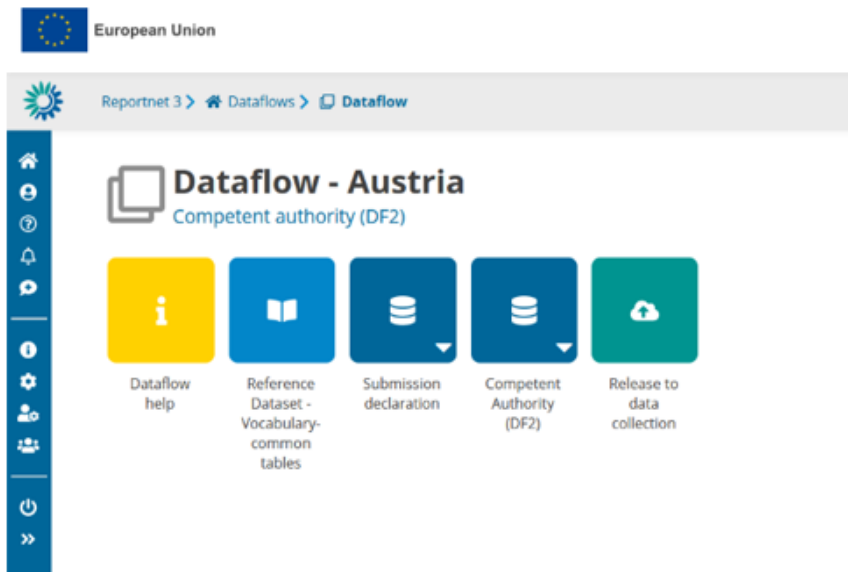 European Union
Reportnet 3 Dataflows Dataflow
Dataflow - Austria
Competent authority (DF2)
Dataflow
help
Reference
Dataset -
Vocabulary-
common
tables
Submission
declaration
Competent
Authority
(DF2)
Release to
data
collection